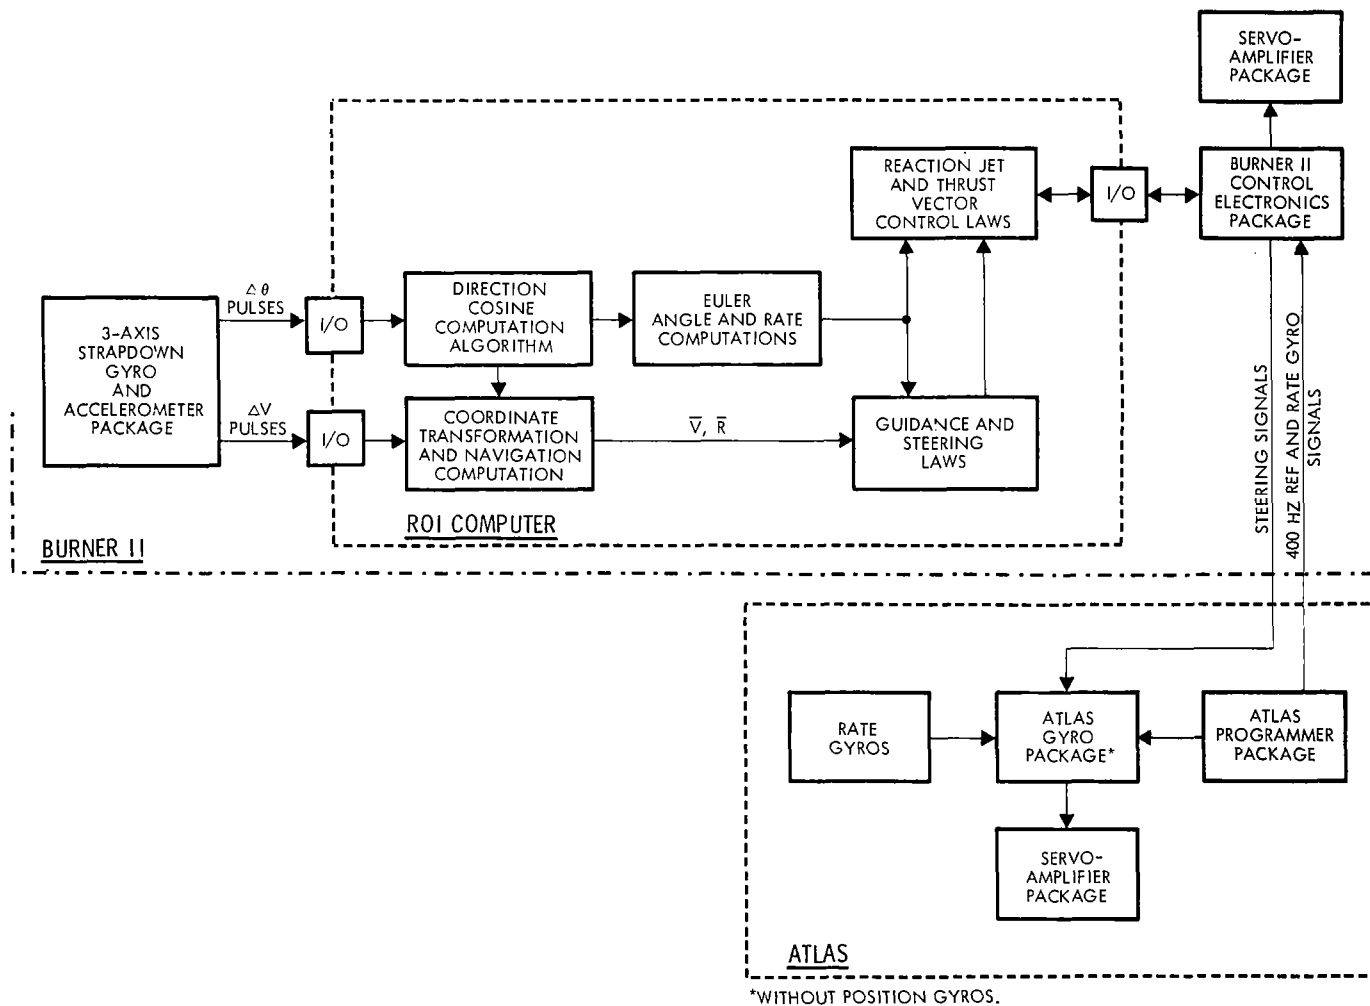 SERVO-
AMPLIFIER
PACKAGE
REACTION JET
AND THRUST
VECTOR
CONTROL LAWS
I/O
BURNER II
CONTROL
ELECTRONICS
PACKAGE
3-AXIS
STRAPDOWN
GYRO
AND
ACCELEROMETER
PACKAGE
Δθ
PULSES
I/O
DIRECTION
COSINE
COMPUTATION
ALGORITHM
EULER
ANGLE AND RATE
COMPUTATIONS
ΔV
PULSES
I/O
COORDINATE
TRANSFORMATION
AND NAVIGATION
COMPUTATION
V̅, R̅
GUIDANCE AND
STEERING
LAWS
STEERING SIGNALS
400 HZ REF AND RATE GYRO
SIGNALS
ROI COMPUTER
BURNER II
RATE
GYROS
ATLAS
GYRO
PACKAGE*
ATLAS
PROGRAMMER
PACKAGE
SERVO-
AMPLIFIER
PACKAGE
ATLAS
*WITHOUT POSITION GYROS.